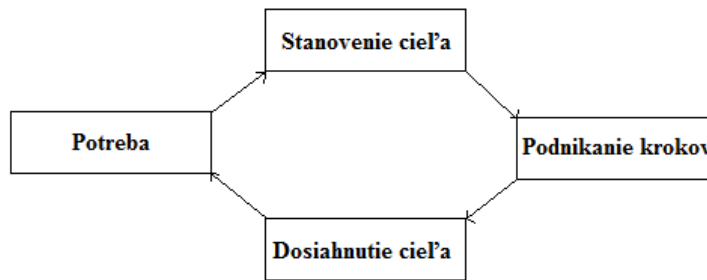 Stanovenie cieľa
Potreba
Podnikanie krokov
Dosiahnutie cieľa